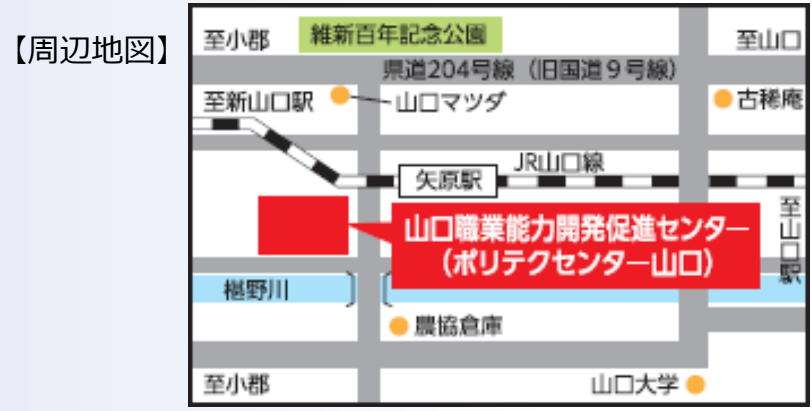 【周辺地図】
至小郡
維新百年記念公園
至山口
県道204号線（旧国道９号線）
至新山口駅
山口マツダ
古稀庵
JR山口線
矢原駅
至山口駅
山口職業能力開発促進センター
（ポリテクセンター山口）
椹野川
農協倉庫
至小郡
山口大学